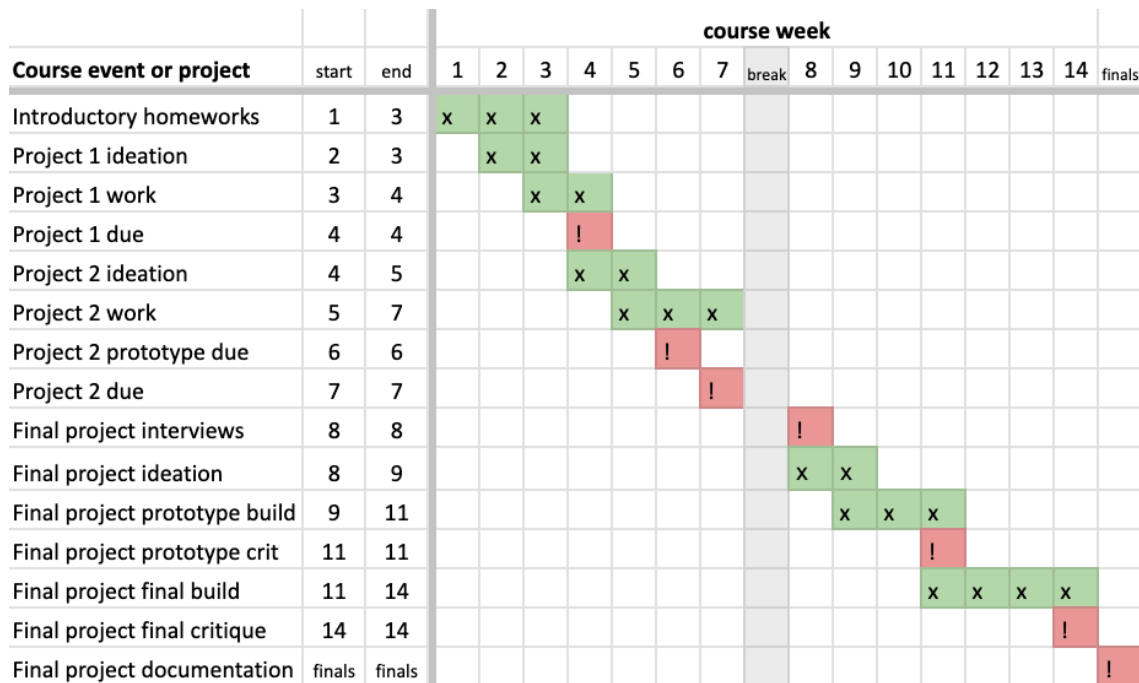 course week
Course event or project start end 1 2 3 4 5 6 7 break 8 9 10 11 12 13 14 finals
Introductory homeworks 1 3 x x x
Project 1 ideation 2 3 x x
Project 1 work 3 4 x x
Project 1 due 4 4 !
Project 2 ideation 4 5 x x
Project 2 work 5 7 x x x
Project 2 prototype due 6 6 !
Project 2 due 7 7 !
Final project interviews 8 8 !
Final project ideation 8 9 x x
Final project prototype build 9 11 x x x
Final project prototype crit 11 11 !
Final project final build 11 14 x x x x
Final project final critique 14 14 !
Final project documentation finals finals !